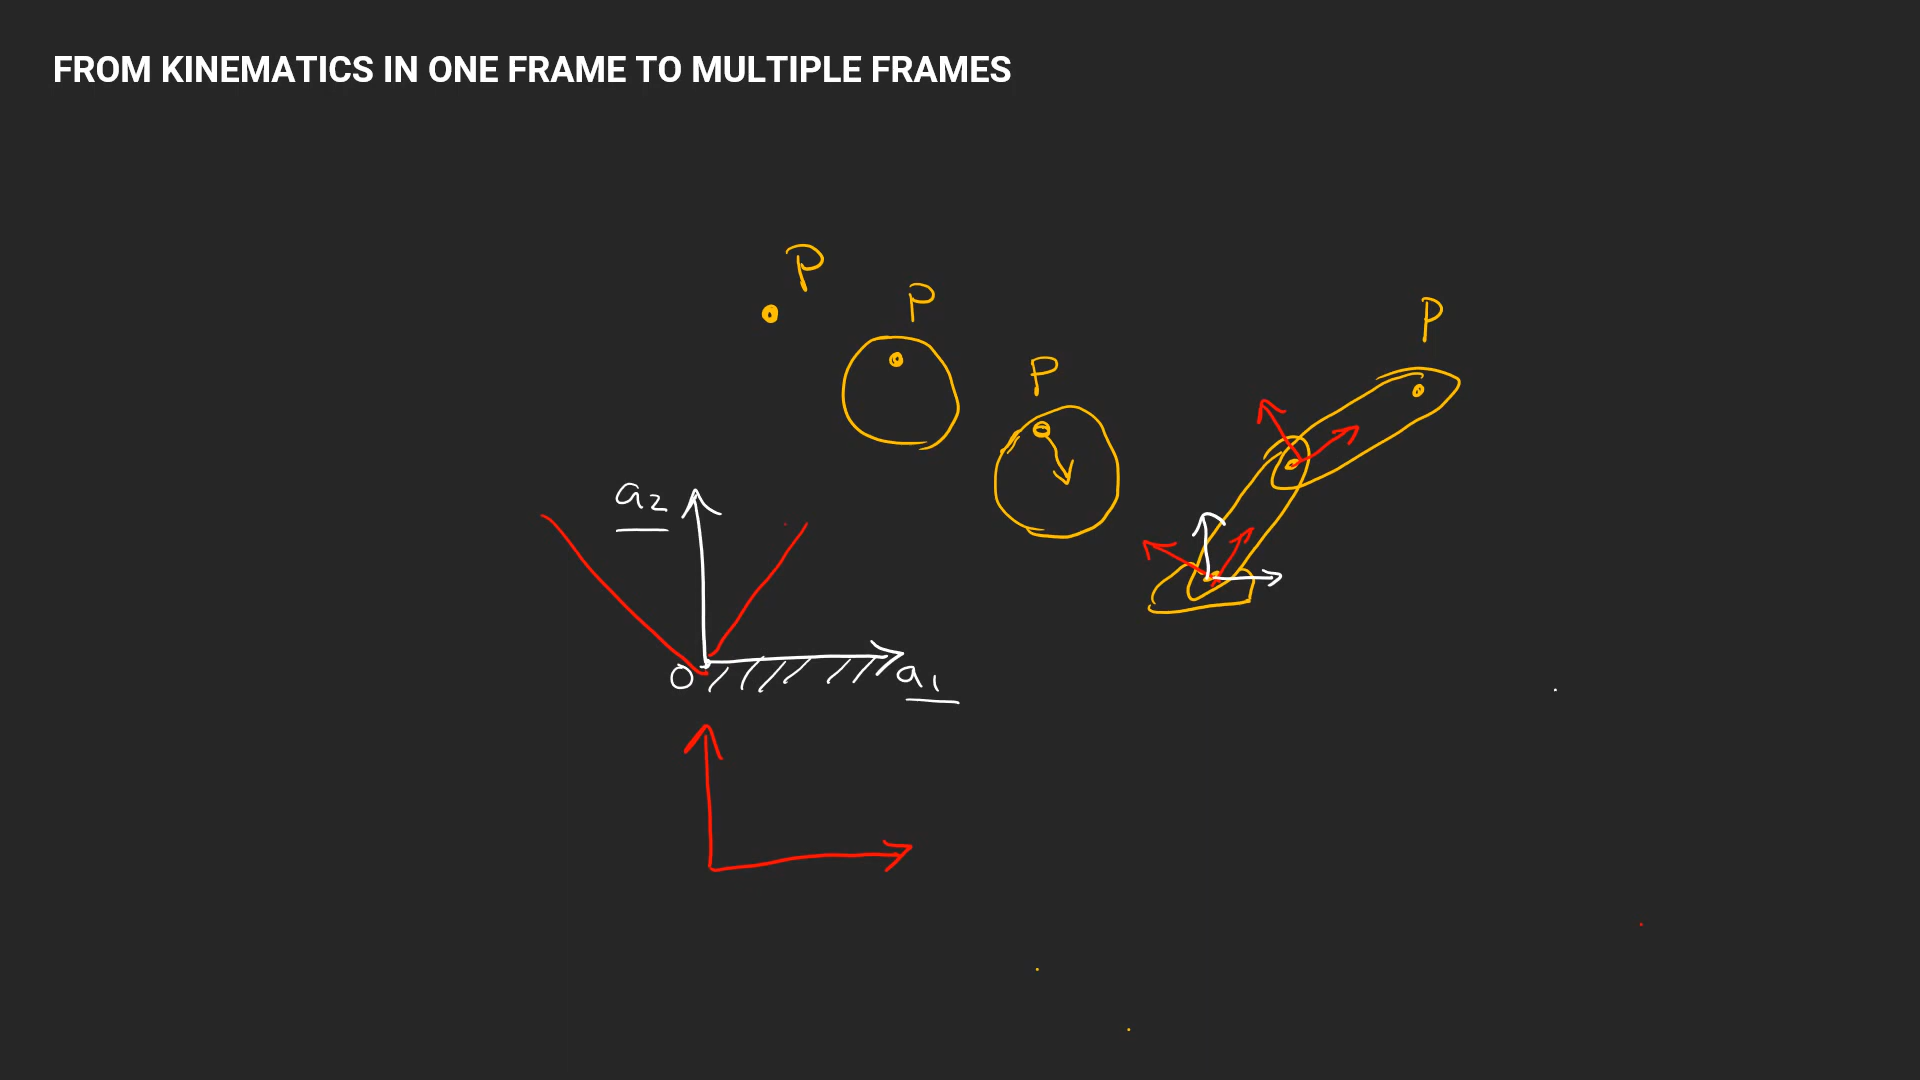 FROM KINEMATICS IN ONE FRAME TO MULTIPLE FRAMES
P
P
P
P
a2
O
a1